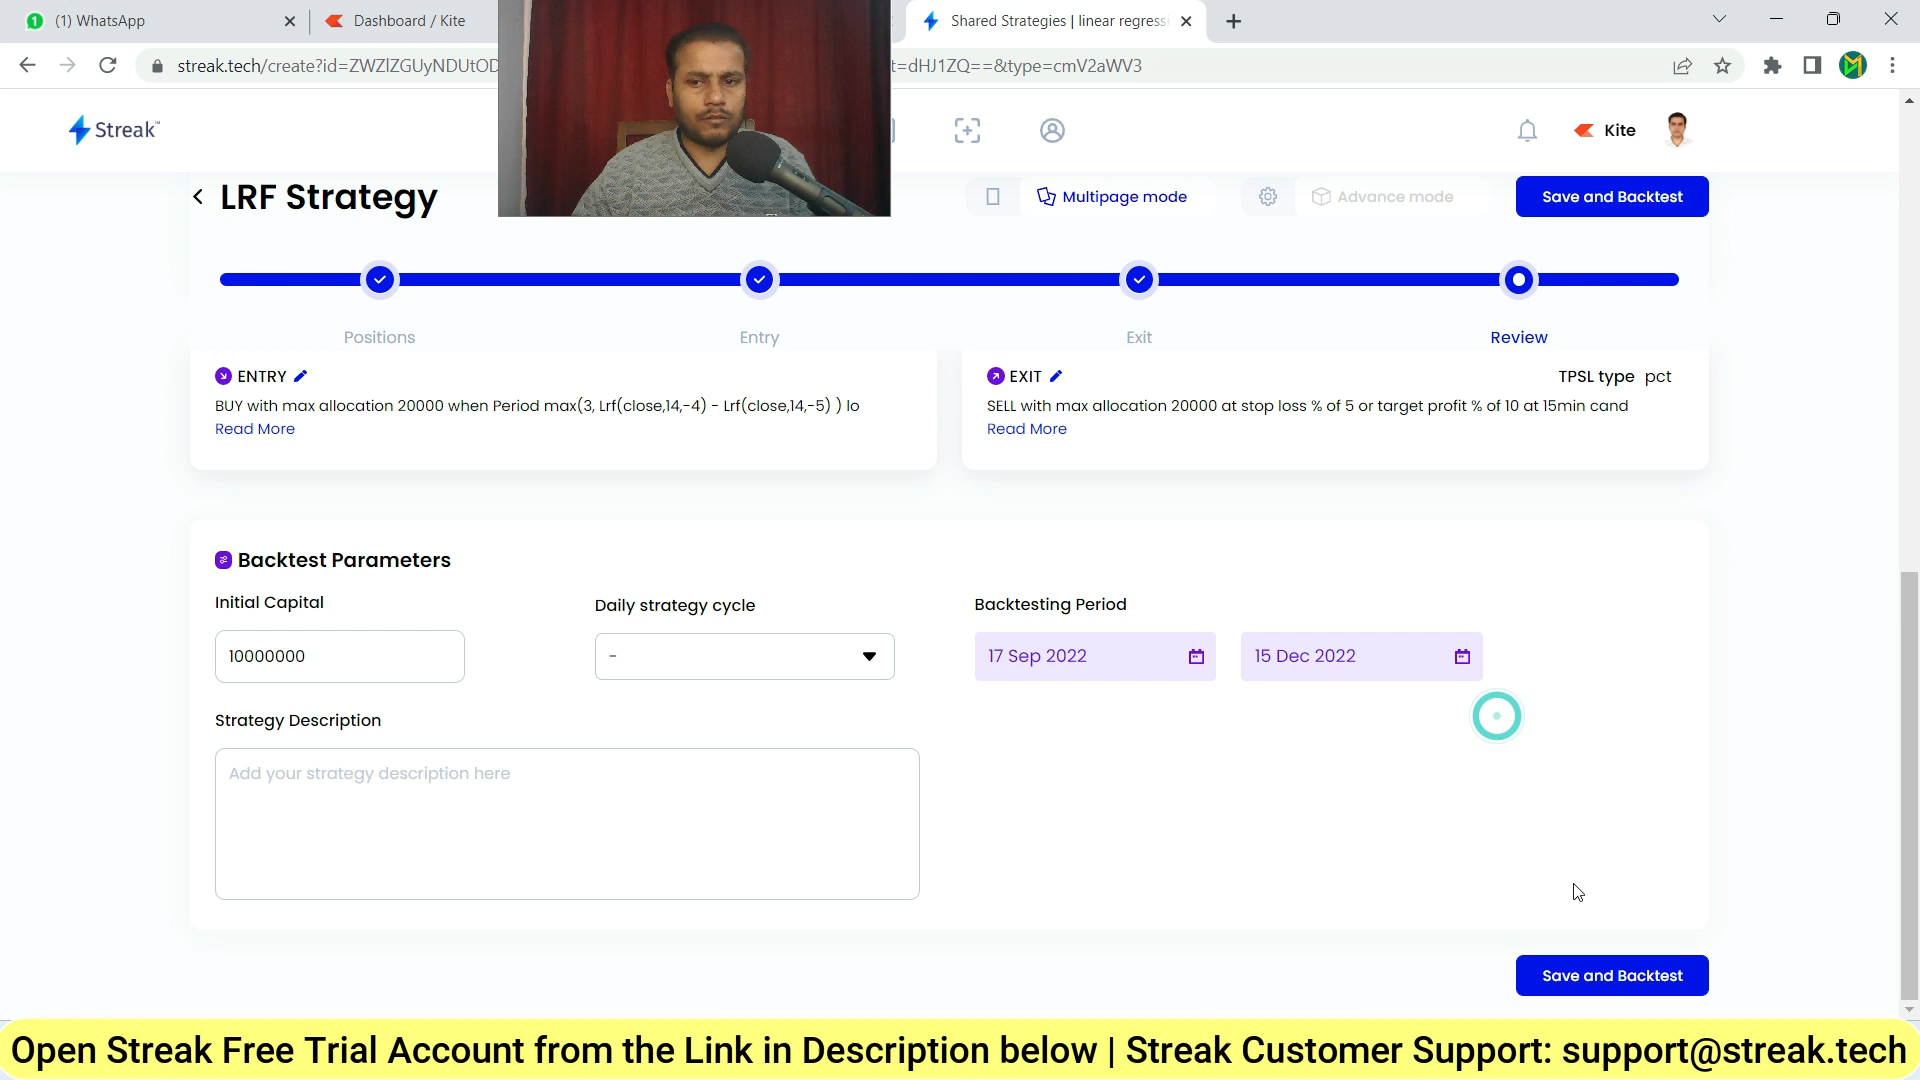 (1) WhatsApp
Dashboard / Kite
Shared Strategies | linear regressi
streak.tech/create?id=ZWZlZGUyNDUtOD
t=dHJ1ZQ==&type=cmV2aWV3
Streak™
Kite
LRF Strategy
Multipage mode
Advance mode
Save and Backtest
Positions
Entry
Exit
Review
ENTRY
BUY with max allocation 20000 when Period max(3, Lrf(close,14,-4) - Lrf(close,14,-5) ) lo
Read More
EXIT
TPSL type pct
SELL with max allocation 20000 at stop loss % of 5 or target profit % of 10 at 15min cand
Read More
Backtest Parameters
Initial Capital
Daily strategy cycle
Backtesting Period
10000000
-
17 Sep 2022
15 Dec 2022
Strategy Description
Add your strategy description here
Save and Backtest
Open Streak Free Trial Account from the Link in Description below | Streak Customer Support: support@streak.tech